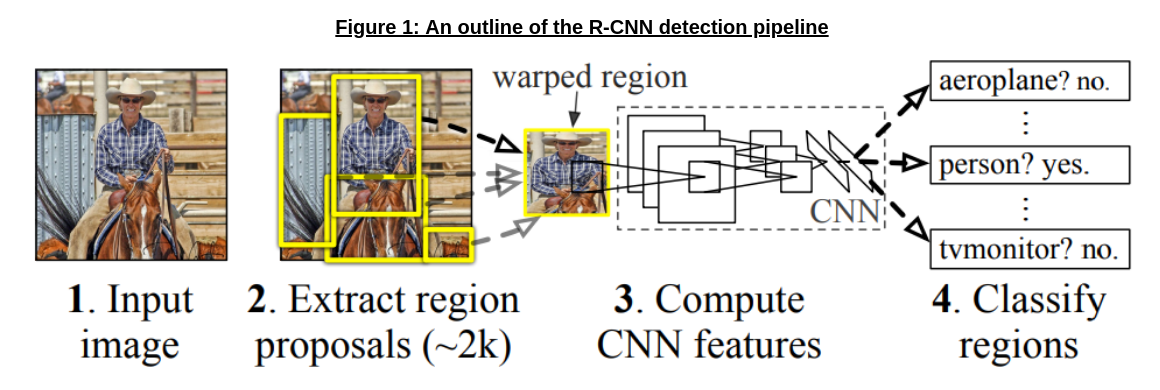 Figure 1: An outline of the R-CNN detection pipeline
warped region
aeroplane? no.
⋮
person? yes.
⋮
tvmonitor? no.
CNN
1. Input
image
2. Extract region
proposals (~2k)
3. Compute
CNN features
4. Classify
regions